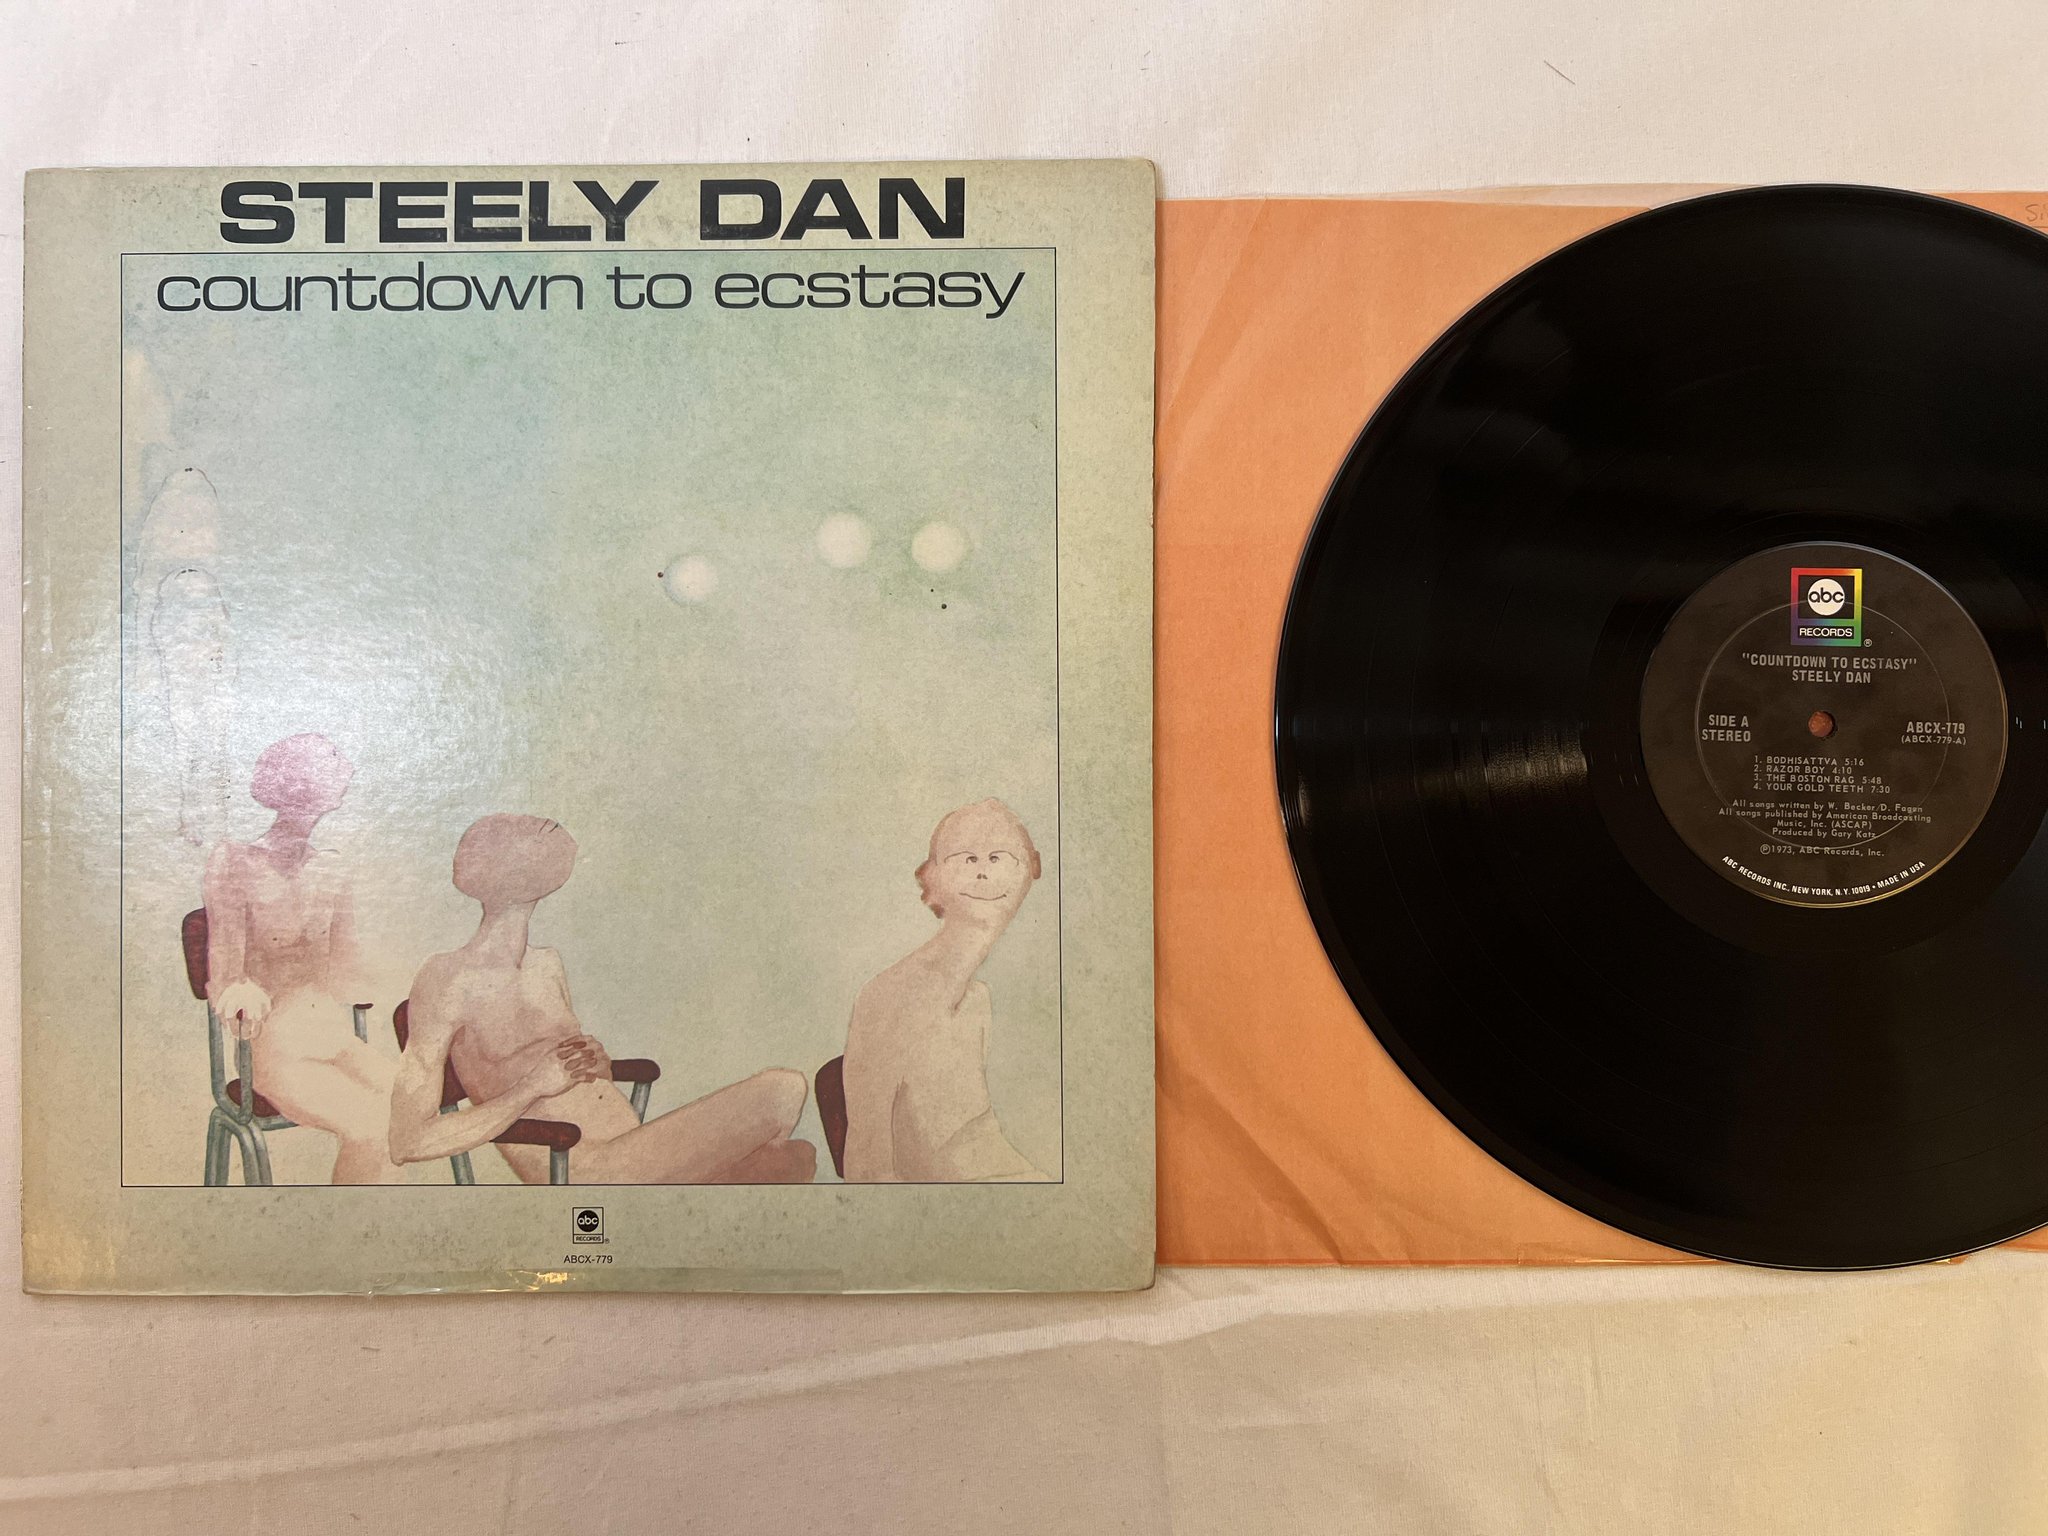 STEELY DAN
countdown to ecstasy
abc
RECORDS
®
ABCX-779
abc
RECORDS
®
"COUNTDOWN TO ECSTASY"
STEELY DAN
SIDE A
STEREO
ABCX-779
(ABCX-779-A)
1. BODHISATTVA 5:16
2. RAZOR BOY 4:10
3. THE BOSTON RAG 5:48
4. YOUR GOLD TEETH 7:30
All songs written by W. Becker/D. Fagen
All songs published by American Broadcasting
Music, Inc. (ASCAP)
Produced by Gary Katz
℗1973, ABC Records, Inc.
ABC RECORDS INC. NEW YORK, N.Y. 10019 • MADE IN USA